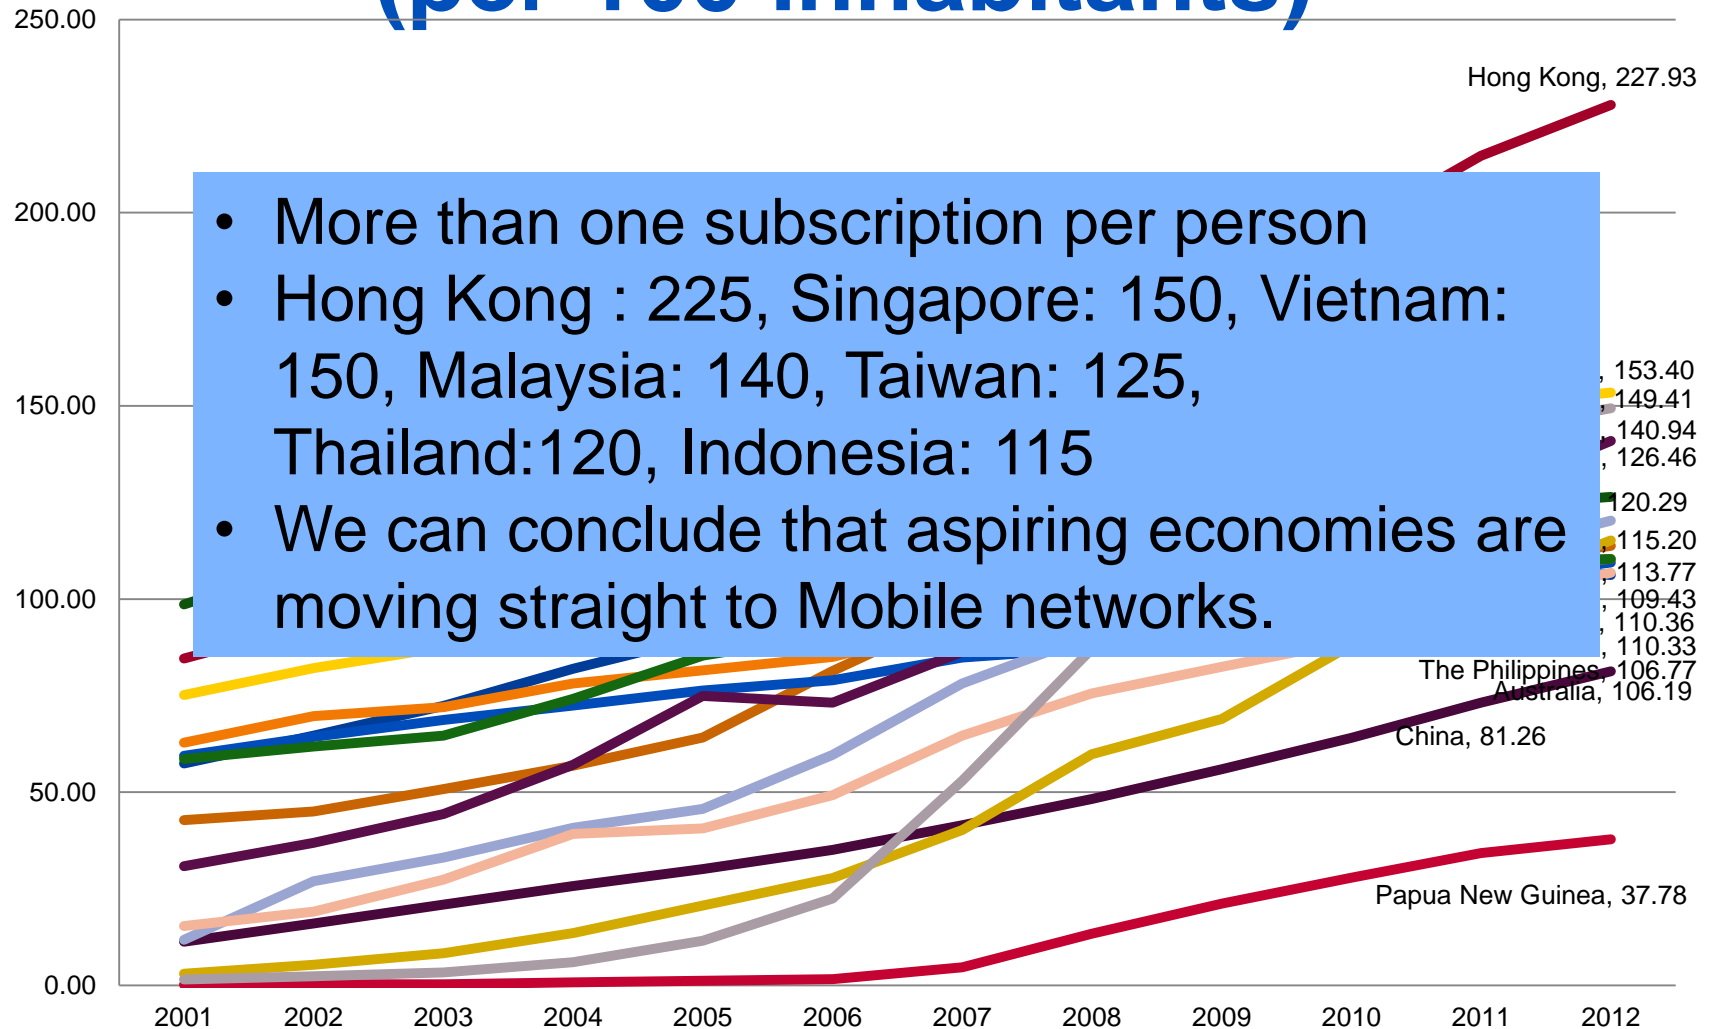 (per 100 inhabitants)
250.00
200.00
150.00
100.00
50.00
0.00
Hong Kong, 227.93
• More than one subscription per person
• Hong Kong : 225, Singapore: 150, Vietnam:
150, Malaysia: 140, Taiwan: 125,
Thailand:120, Indonesia: 115
• We can conclude that aspiring economies are
moving straight to Mobile networks.
, 153.40
, 149.41
, 140.94
, 126.46
120.29
, 115.20
, 113.77
, 109.43
, 110.36
, 110.33
The Philippines, 106.77
Australia, 106.19
China, 81.26
Papua New Guinea, 37.78
2001 2002 2003 2004 2005 2006 2007 2008 2009 2010 2011 2012